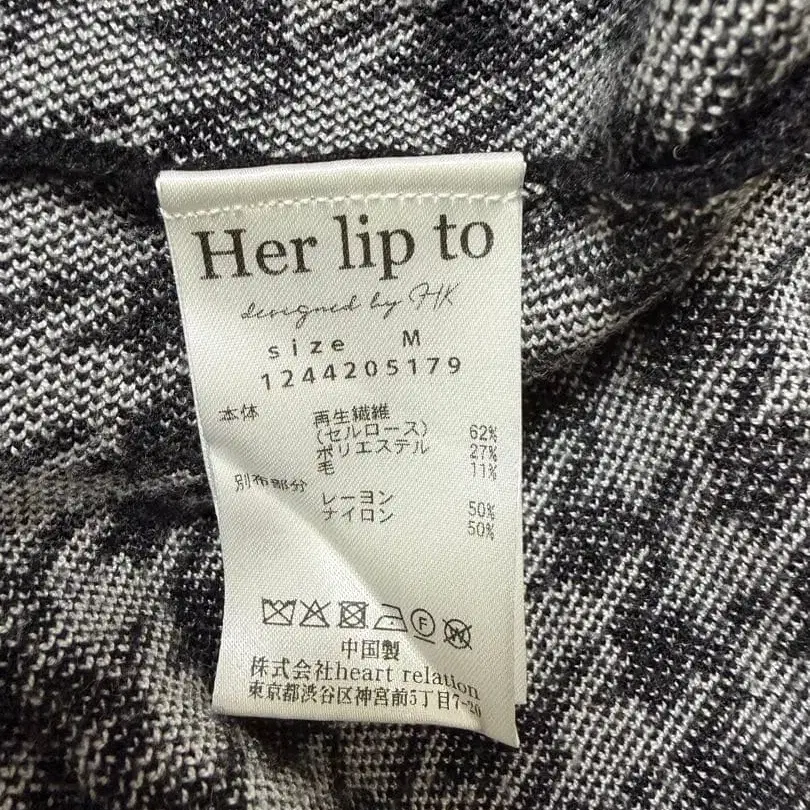 Her lip to
designed by HK
size M
1244205179
本体 再生繊維
(セルロース) 62%
ポリエステル 27%
毛 11%
別布部分
レーヨン 50%
ナイロン 50%
F W
中国製
株式会社heart relation
東京都渋谷区神宮前5丁目7-20